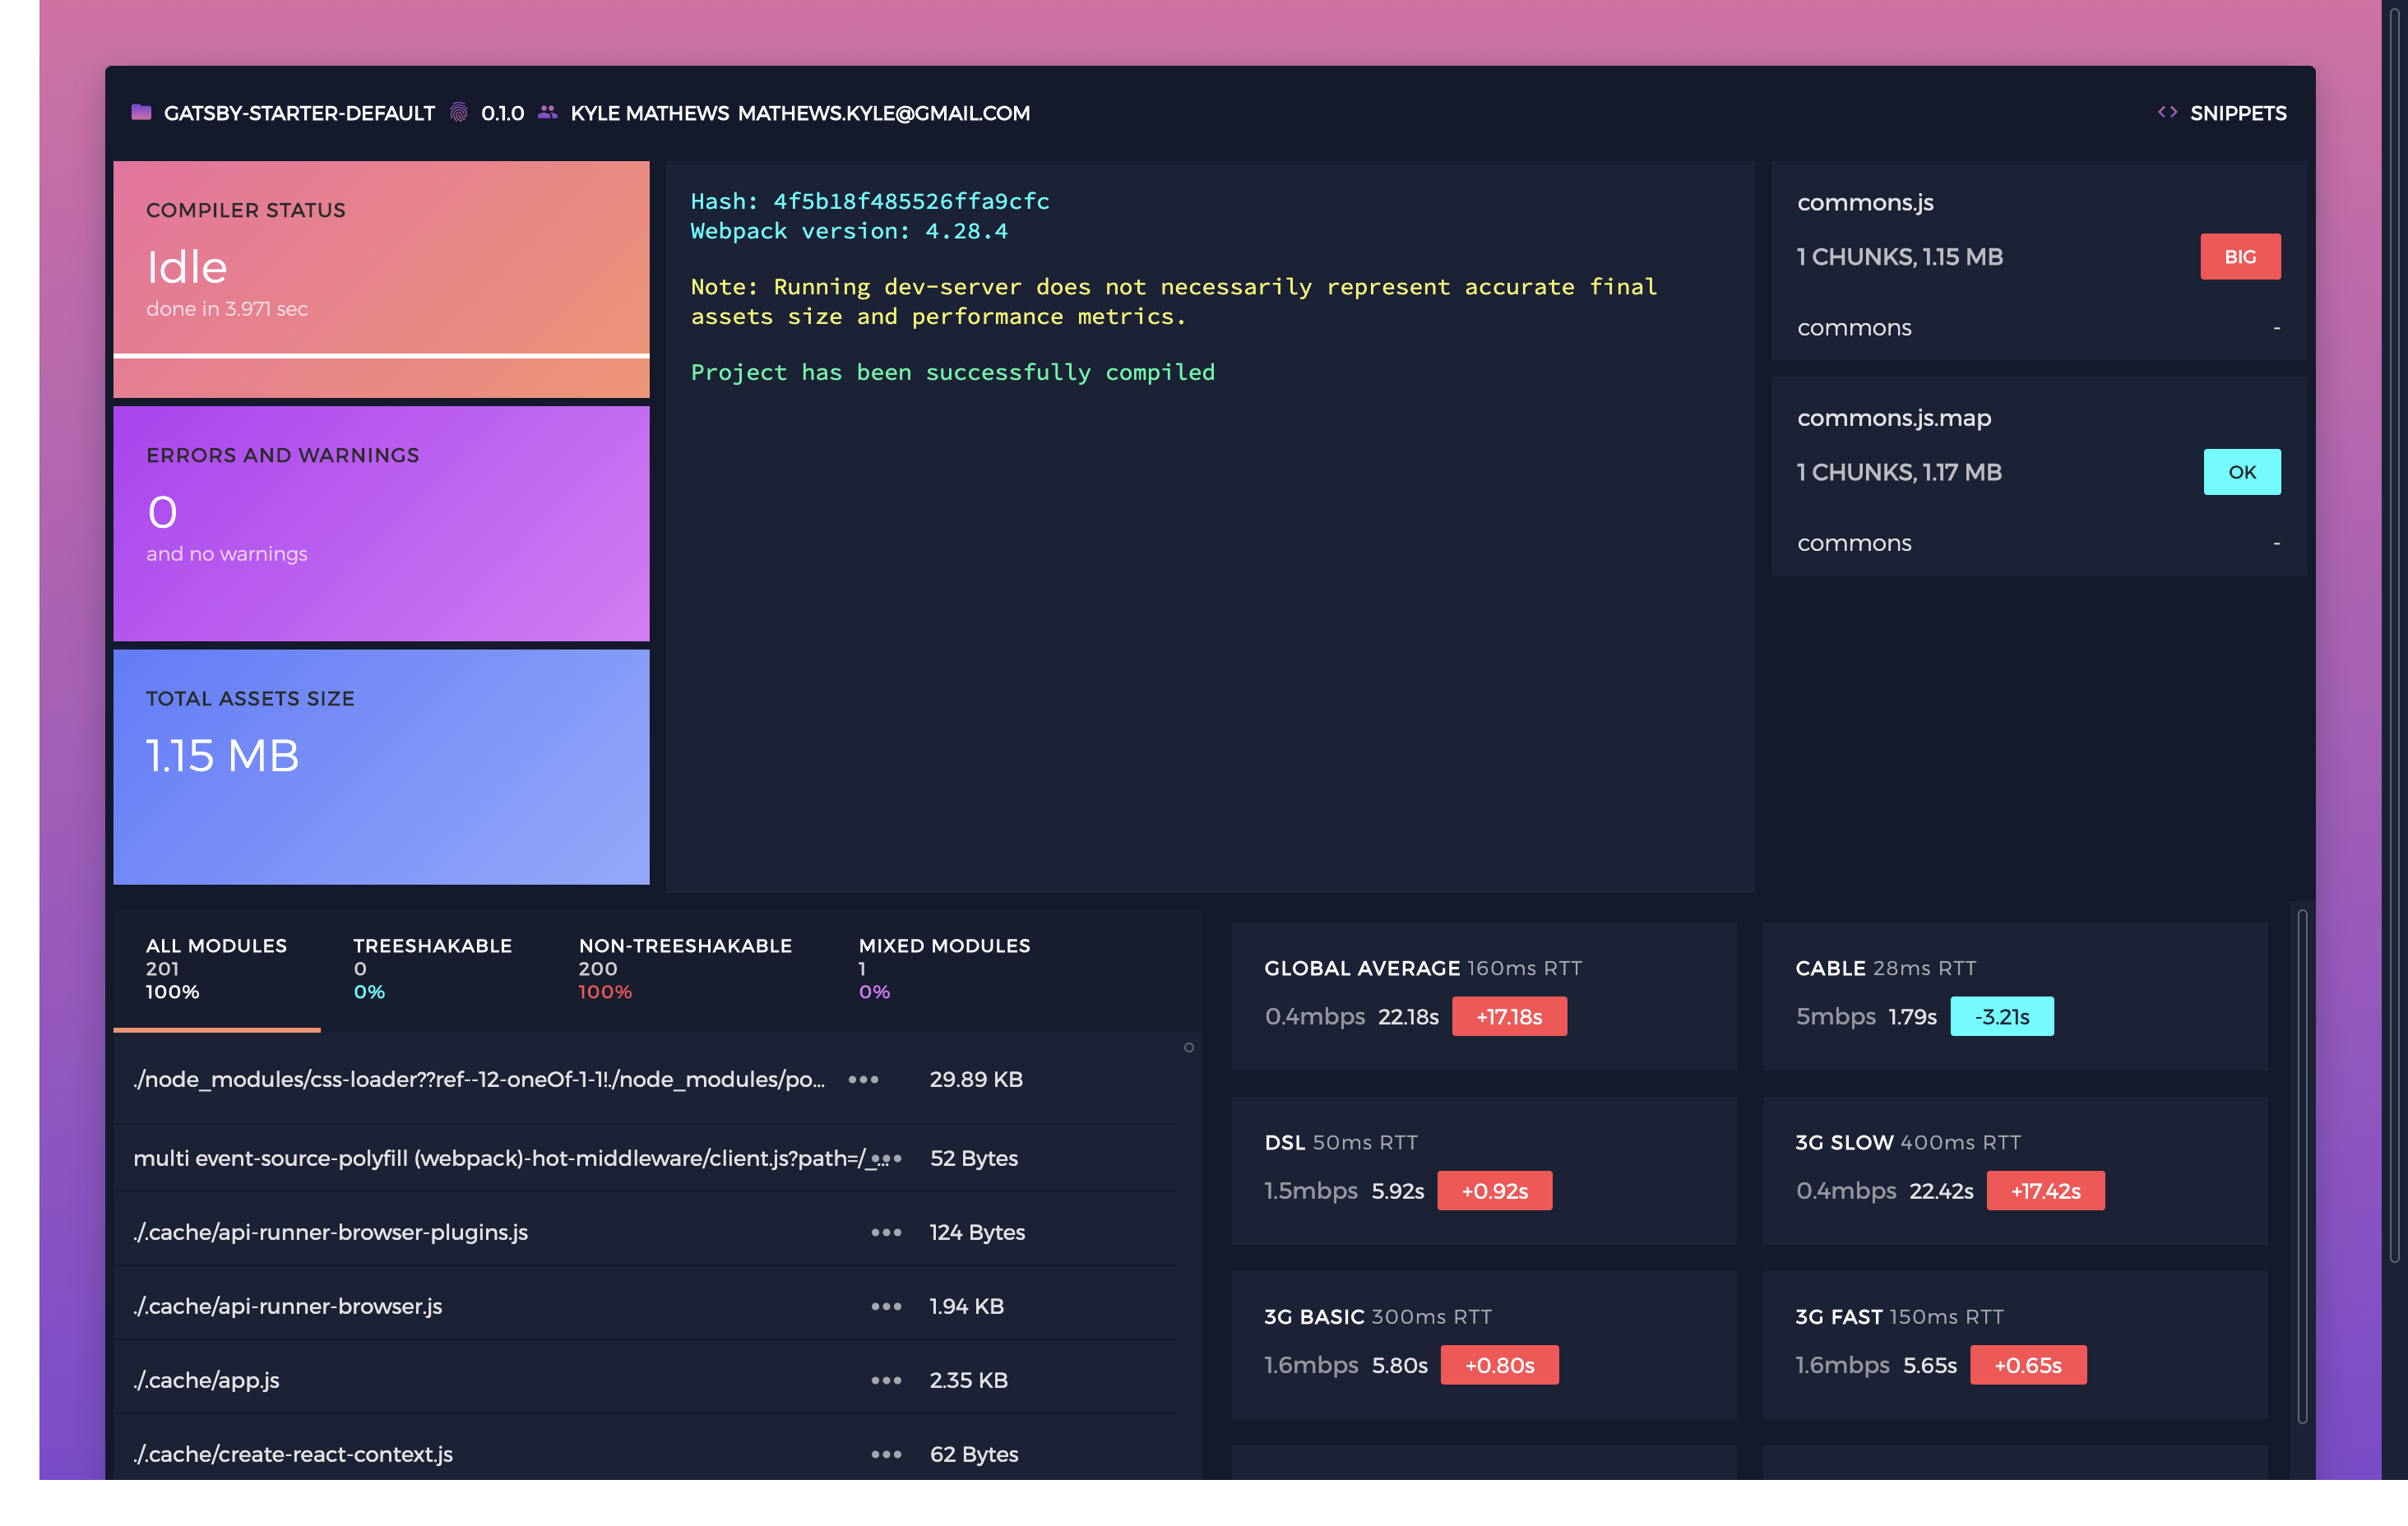 GATSBY-STARTER-DEFAULT 0.1.0 KYLE MATHEWS MATHEWS.KYLE@GMAIL.COM
<> SNIPPETS
COMPILER STATUS
Idle
done in 3.971 sec
ERRORS AND WARNINGS
0
and no warnings
TOTAL ASSETS SIZE
1.15 MB
Hash: 4f5b18f485526ffa9cfc
Webpack version: 4.28.4
Note: Running dev-server does not necessarily represent accurate final
assets size and performance metrics.
Project has been successfully compiled
commons.js
1 CHUNKS, 1.15 MB BIG
commons -
commons.js.map
1 CHUNKS, 1.17 MB OK
commons -
ALL MODULES
201
100%
TREESHAKABLE
0
0%
NON-TREESHAKABLE
200
100%
MIXED MODULES
1
0%
./node_modules/css-loader??ref--12-oneOf-1-1!./node_modules/po... ••• 29.89 KB
multi event-source-polyfill (webpack)-hot-middleware/client.js?path=/_... ••• 52 Bytes
./.cache/api-runner-browser-plugins.js ••• 124 Bytes
./.cache/api-runner-browser.js ••• 1.94 KB
./.cache/app.js ••• 2.35 KB
./.cache/create-react-context.js ••• 62 Bytes
GLOBAL AVERAGE 160ms RTT
0.4mbps 22.18s +17.18s
CABLE 28ms RTT
5mbps 1.79s -3.21s
DSL 50ms RTT
1.5mbps 5.92s +0.92s
3G SLOW 400ms RTT
0.4mbps 22.42s +17.42s
3G BASIC 300ms RTT
1.6mbps 5.80s +0.80s
3G FAST 150ms RTT
1.6mbps 5.65s +0.65s